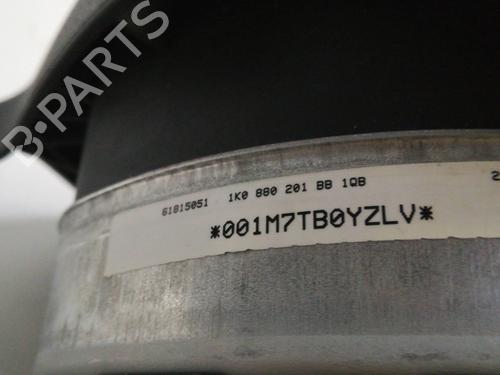 B-PARTS
61815051 1K0 880 201 BB 1QB
*001M7TB0YZLV*